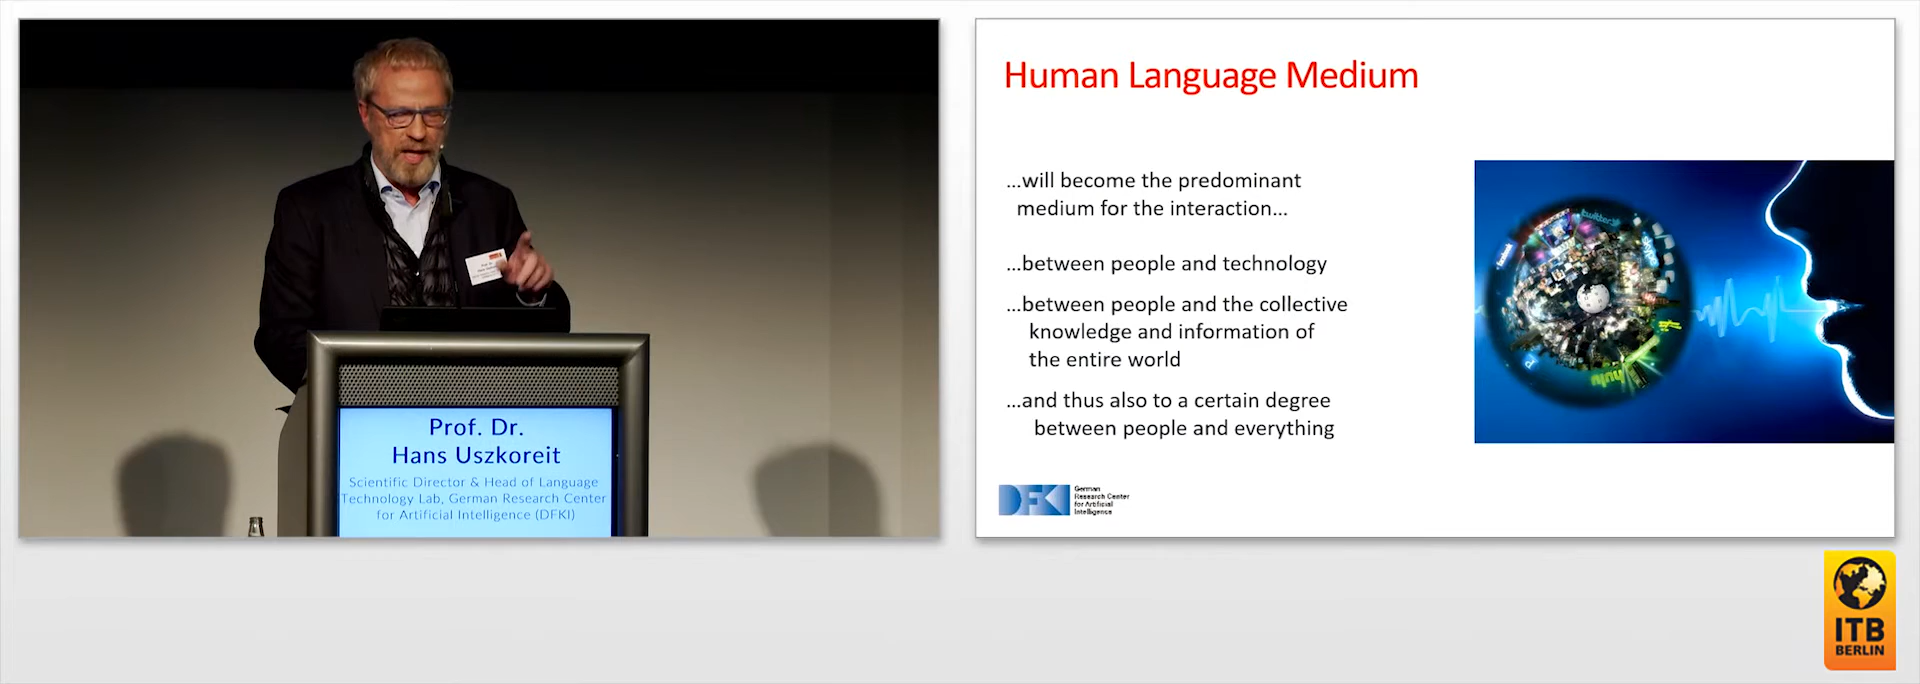 Prof. Dr.
Hans Uszkoreit
Scientific Director & Head of Language
Technology Lab, German Research Center
for Artificial Intelligence (DFKI)
Human Language Medium
...will become the predominant
medium for the interaction...
...between people and technology
...between people and the collective
knowledge and information of
the entire world
...and thus also to a certain degree
between people and everything
twitter
skype
hulu
DFKI
German
Research Center
for Artificial
Intelligence
ITB
BERLIN